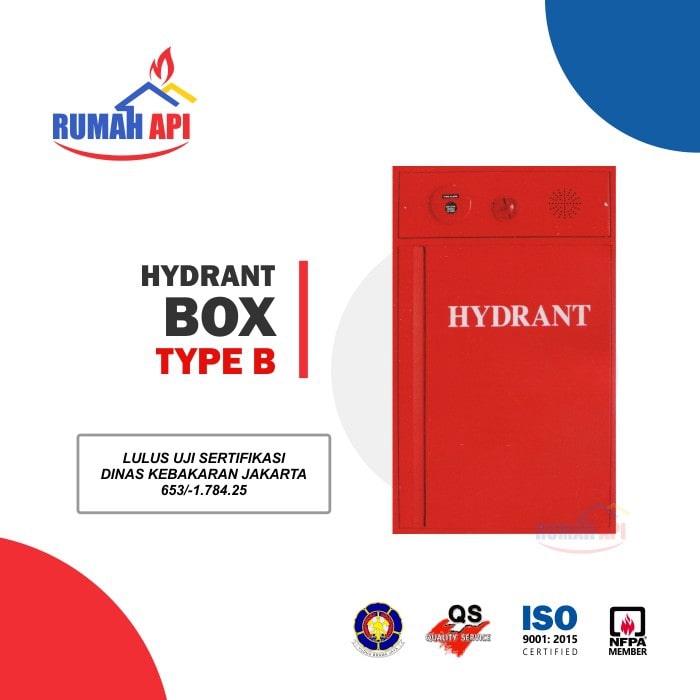 RUMAH API
HYDRANT
BOX
TYPE B
LULUS UJI SERTIFIKASI
DINAS KEBAKARAN JAKARTA
653/-1.784.25
HYDRANT
RUMAH API
QS
QUALITY SERVICE
ISO
9001: 2015
CERTIFIED
NFPA
MEMBER